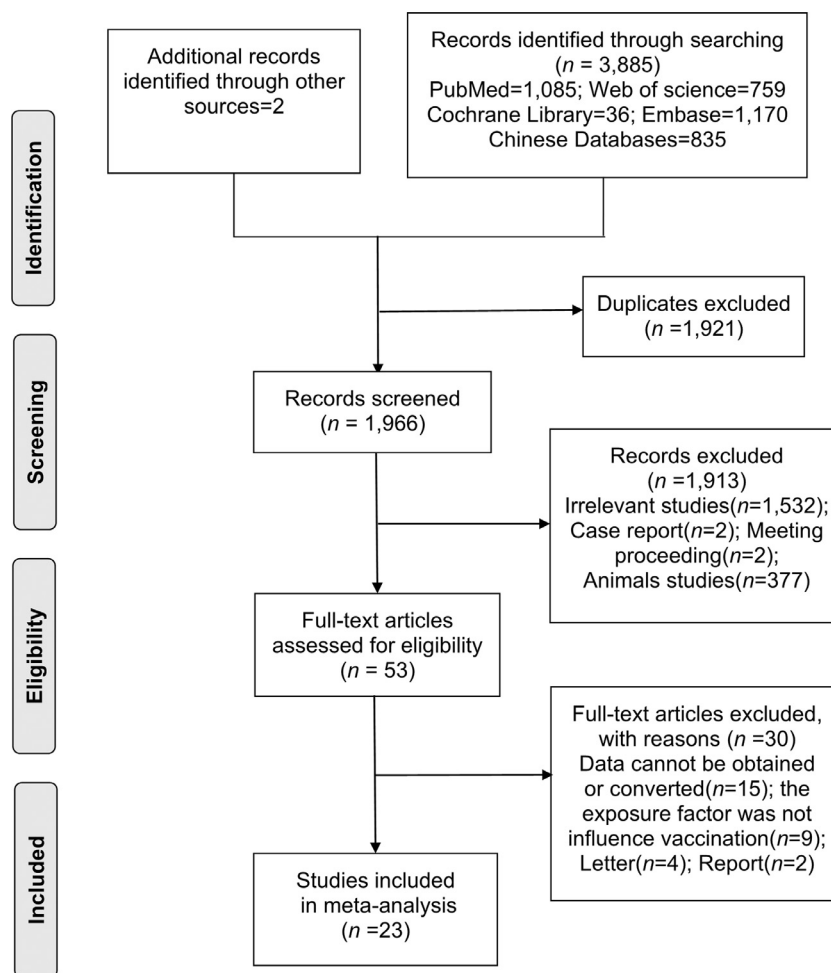 Additional records
identified through other
sources=2
Records identified through searching
(n = 3,885)
PubMed=1,085; Web of science=759
Cochrane Library=36; Embase=1,170
Chinese Databases=835
Identification
Duplicates excluded
(n =1,921)
Screening
Records screened
(n = 1,966)
Records excluded
(n =1,913)
Irrelevant studies(n=1,532);
Case report(n=2); Meeting
proceeding(n=2);
Animals studies(n=377)
Eligibility
Full-text articles
assessed for eligibility
(n = 53)
Full-text articles excluded,
with reasons (n =30)
Data cannot be obtained
or converted(n=15); the
exposure factor was not
influence vaccination(n=9);
Letter(n=4); Report(n=2)
Included
Studies included
in meta-analysis
(n =23)